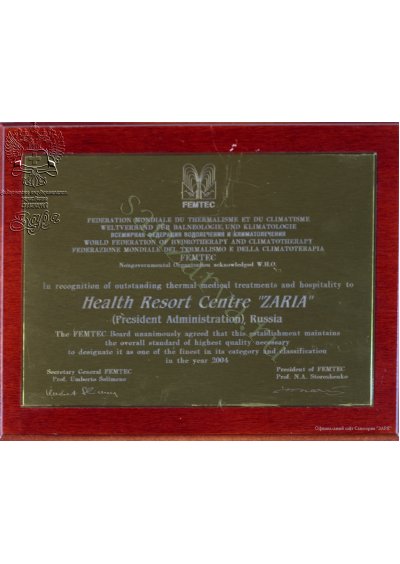 FEMTEC
FEDERATION MONDIALE DU THERMALISME ET DU CLIMATISME
WELTVERBAND FÜR BALNEOLOGIE UND KLIMATOLOGIE
ВСЕМИРНАЯ ФЕДЕРАЦИЯ ВОДОЛЕЧЕНИЯ И КЛИМАТОЛЕЧЕНИЯ
WORLD FEDERATION OF HYDROTHERAPY AND CLIMATOTHERAPY
FEDERAZIONE MONDIALE DEL TERMALISMO E DELLA CLIMATOTERAPIA
FEMTEC
Nongovernmental Organization acknowledged W.H.O.
In recognition of outstanding thermal medical treatments and hospitality to
Health Resort Centre "ZARIA"
(President Administration) Russia
The FEMTEC Board unanimously agreed that this establishment maintains
the overall standard of highest quality necessary
to designate it as one of the finest in its category and classification
in the year 2004
Secretary General FEMTEC
Prof. Umberto Solimene
President of FEMTEC
Prof. N.A. Storozhenko
Официальный сайт Санатория "ЗАРЯ"
Заря